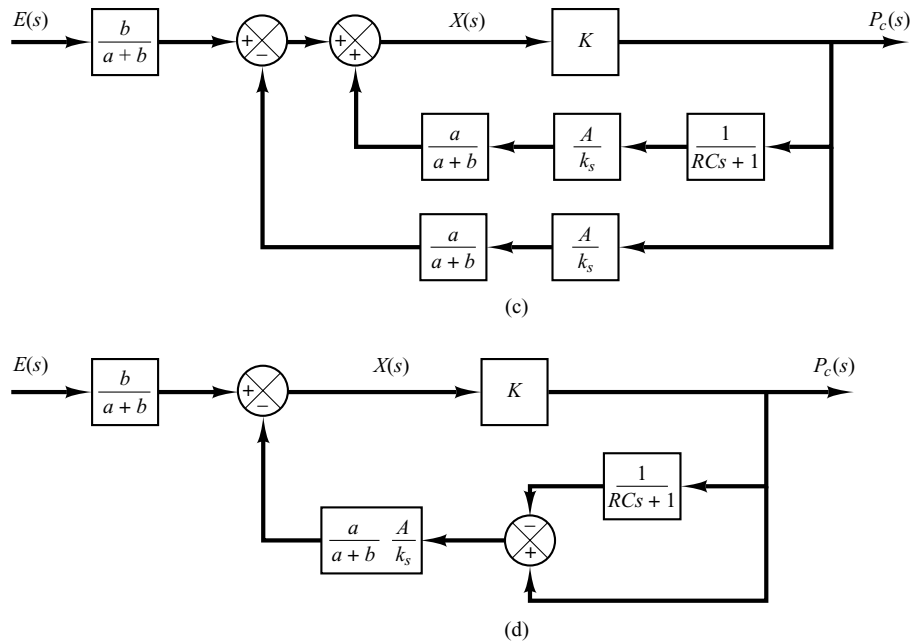 E(s)
b
a + b
+
−
+
+
X(s)
K
P_c(s)
a
a + b
A
k_s
1
RCs + 1
a
a + b
A
k_s
(c)
E(s)
b
a + b
+
−
X(s)
K
P_c(s)
1
RCs + 1
−
+
a
a + b
A
k_s
(d)